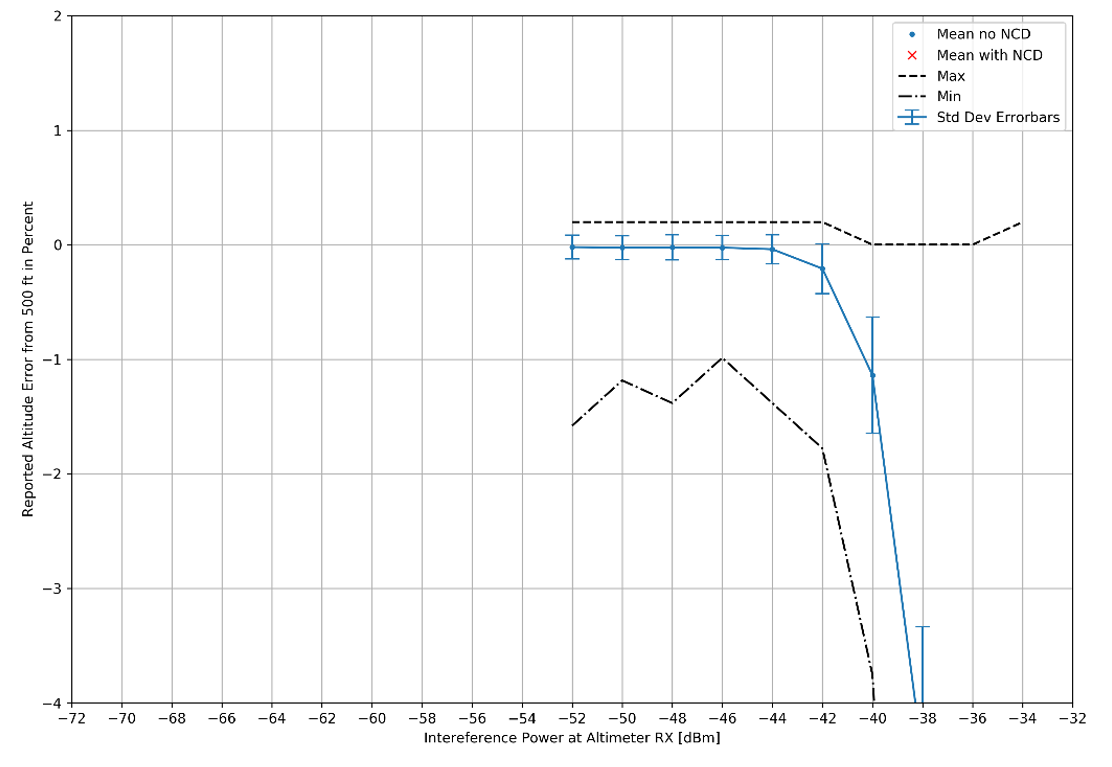 2
1
0
−1
−2
−3
−4
Reported Altitude Error from 500 ft in Percent
Mean no NCD
Mean with NCD
Max
Min
Std Dev Errorbars
−72 −70 −68 −66 −64 −62 −60 −58 −56 −54 −52 −50 −48 −46 −44 −42 −40 −38 −36 −34 −32
Intereference Power at Altimeter RX [dBm]